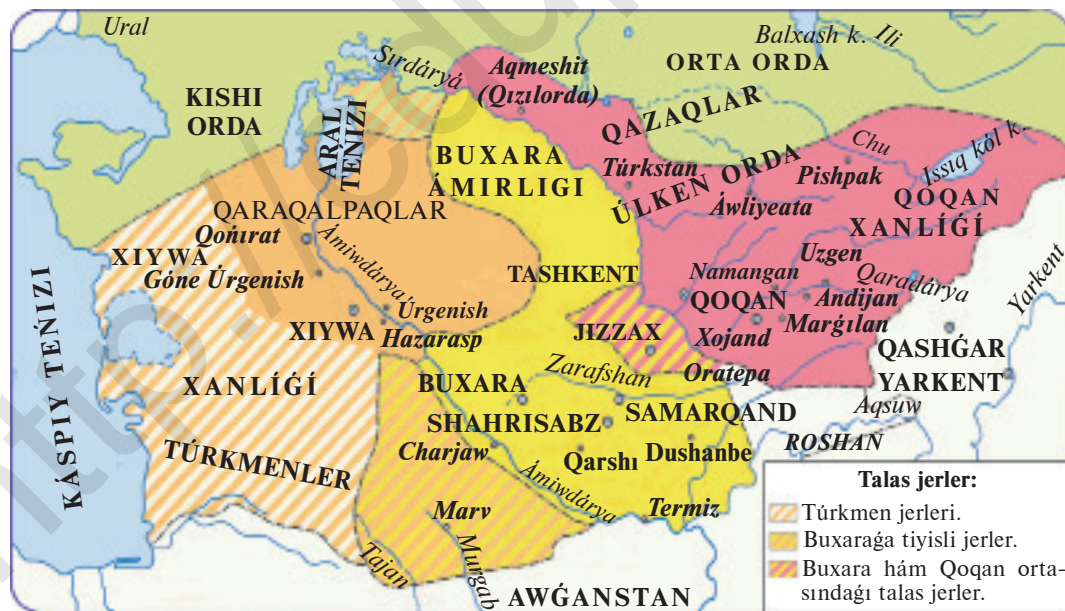 Ural
Balxash k.
Ili
Sırdárya
Aqmeshit
(Qızılorda)
ORTA ORDA
KISHI
ORDA
QAZAQLAR
ARAL
TEŃIZI
BUXARA
ÁMIRLIGI
Túrkstan
ÚLKEN ORDA
Chu
Pishpak
Issıq kól k.
QOQAN
XANLÍǴÍ
Áwliyeata
QARAQALPAQLAR
Qońırat
XIYWA
Góne Úrgenish
Ámiwdárya
TASHKENT
Uzgen
Namangan
Qaradárya
QOQAN
Andijan
Marǵılan
Yarkent
Úrgenish
XIYWA
Hazarasp
JIZZAX
Xojand
QASHǴAR
YARKENT
KÁSPIY TEŃIZI
XANLÍǴÍ
BUXARA
Zarafshan
Oratepa
Aqsuw
SHAHRISABZ
SAMARQAND
ROSHAN
TÚRKMENLER
Charjaw
Qarshı
Dushanbe
Ámiwdárya
Termiz
Marv
Tajan
Murgab
AWǴANSTAN
Talas jerler:
Túrkmen jerleri.
Buxaraǵa tiyisli jerler.
Buxara hám Qoqan orta-
sındaǵı talas jerler.